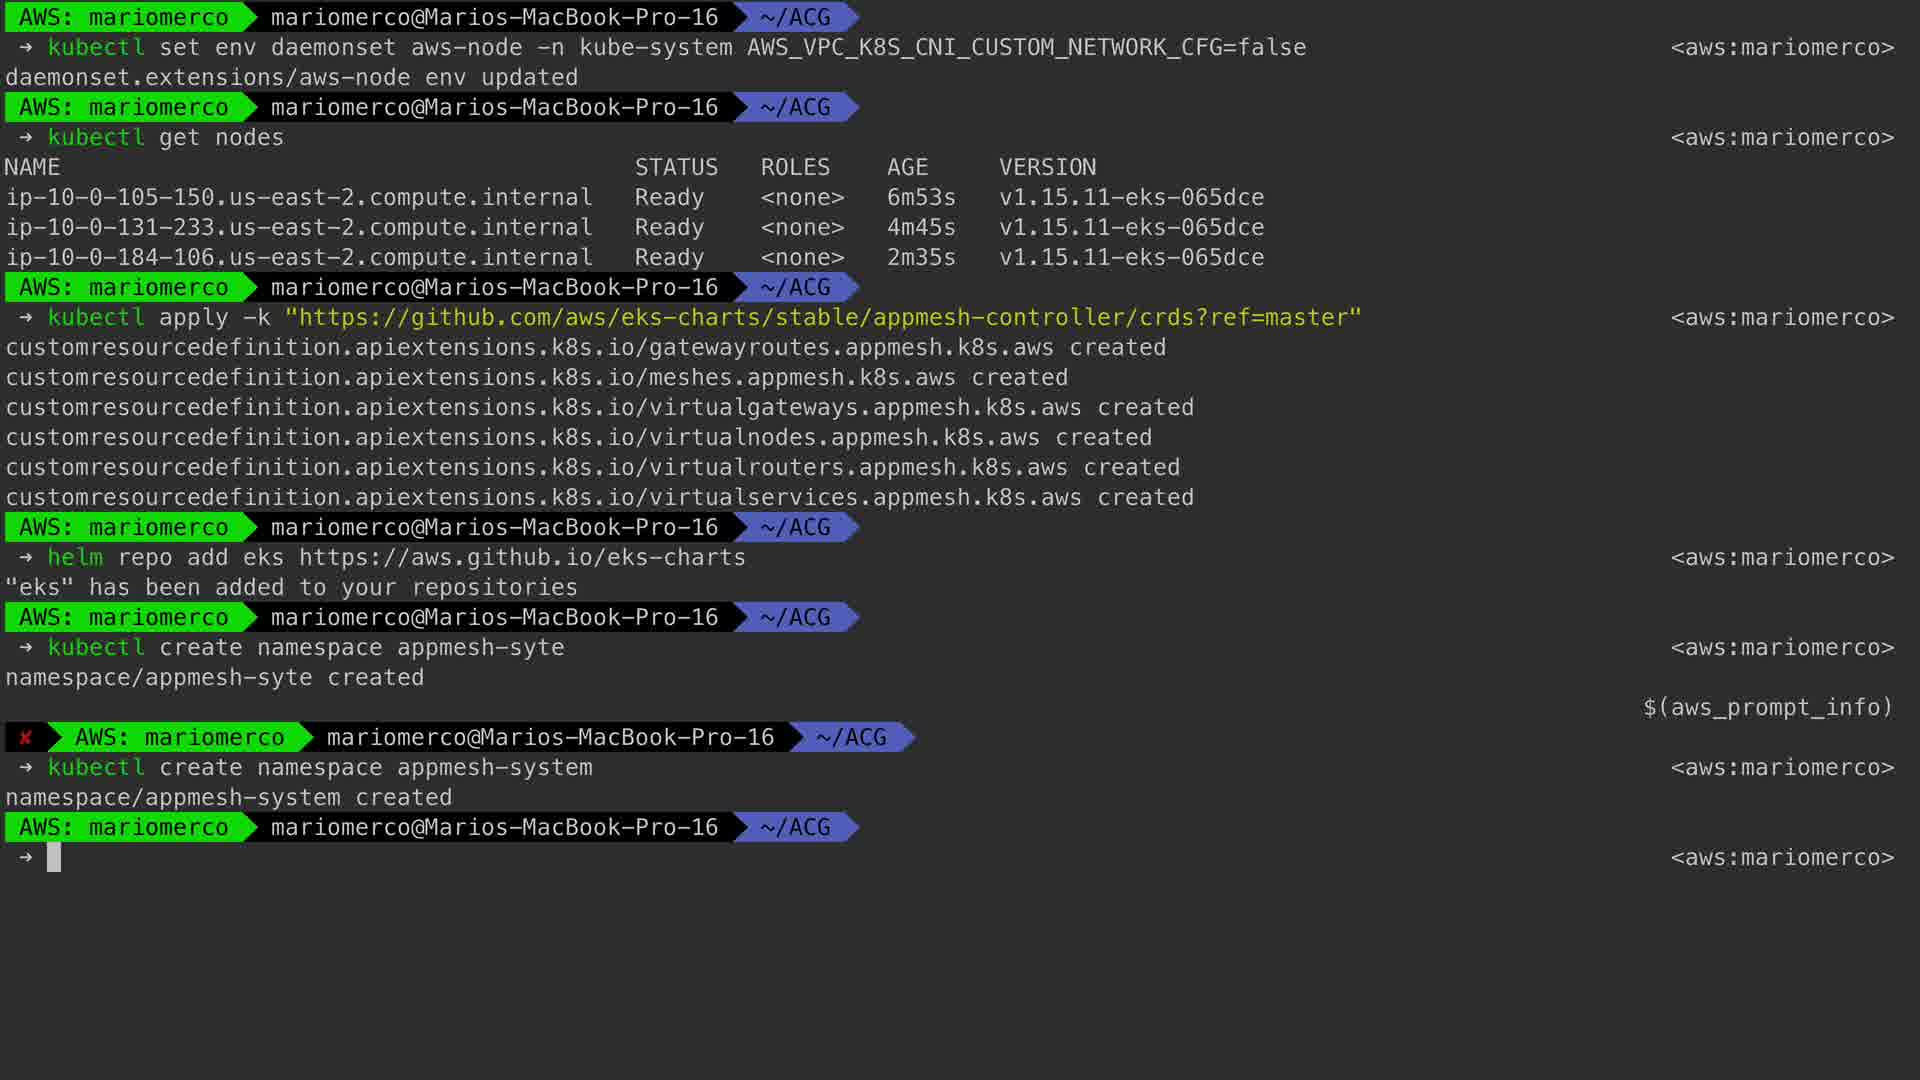 AWS: mariomerco mariomerco@Marios-MacBook-Pro-16 ~/ACG
→ kubectl set env daemonset aws-node -n kube-system AWS_VPC_K8S_CNI_CUSTOM_NETWORK_CFG=false <aws:mariomerco>
daemonset.extensions/aws-node env updated
AWS: mariomerco mariomerco@Marios-MacBook-Pro-16 ~/ACG
→ kubectl get nodes <aws:mariomerco>
NAME STATUS ROLES AGE VERSION
ip-10-0-105-150.us-east-2.compute.internal Ready <none> 6m53s v1.15.11-eks-065dce
ip-10-0-131-233.us-east-2.compute.internal Ready <none> 4m45s v1.15.11-eks-065dce
ip-10-0-184-106.us-east-2.compute.internal Ready <none> 2m35s v1.15.11-eks-065dce
AWS: mariomerco mariomerco@Marios-MacBook-Pro-16 ~/ACG
→ kubectl apply -k "https://github.com/aws/eks-charts/stable/appmesh-controller/crds?ref=master" <aws:mariomerco>
customresourcedefinition.apiextensions.k8s.io/gatewayroutes.appmesh.k8s.aws created
customresourcedefinition.apiextensions.k8s.io/meshes.appmesh.k8s.aws created
customresourcedefinition.apiextensions.k8s.io/virtualgateways.appmesh.k8s.aws created
customresourcedefinition.apiextensions.k8s.io/virtualnodes.appmesh.k8s.aws created
customresourcedefinition.apiextensions.k8s.io/virtualrouters.appmesh.k8s.aws created
customresourcedefinition.apiextensions.k8s.io/virtualservices.appmesh.k8s.aws created
AWS: mariomerco mariomerco@Marios-MacBook-Pro-16 ~/ACG
→ helm repo add eks https://aws.github.io/eks-charts <aws:mariomerco>
"eks" has been added to your repositories
AWS: mariomerco mariomerco@Marios-MacBook-Pro-16 ~/ACG
→ kubectl create namespace appmesh-syte <aws:mariomerco>
namespace/appmesh-syte created
$(aws_prompt_info)
✘ AWS: mariomerco mariomerco@Marios-MacBook-Pro-16 ~/ACG
→ kubectl create namespace appmesh-system <aws:mariomerco>
namespace/appmesh-system created
AWS: mariomerco mariomerco@Marios-MacBook-Pro-16 ~/ACG
→ <aws:mariomerco>